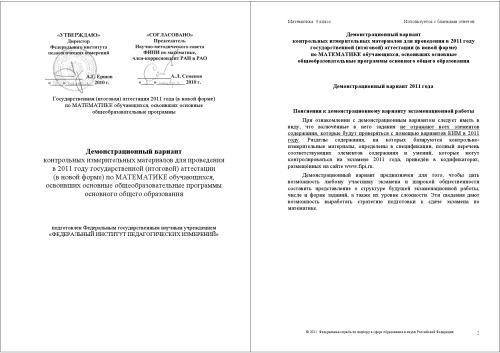 «УТВЕРЖДАЮ»
Директор
Федерального института
педагогических измерений
А.Г. Ершов
2010 г.
«СОГЛАСОВАНО»
Председатель
Научно-методического совета
ФИПИ по математике,
член-корреспондент РАН и РАО
А.Л. Семенов
2010 г.
Государственная (итоговая) аттестация 2011 года (в новой форме)
по МАТЕМАТИКЕ обучающихся, освоивших основные
общеобразовательные программы
Демонстрационный вариант
контрольных измерительных материалов для проведения
в 2011 году государственной (итоговой) аттестации
(в новой форме) по МАТЕМАТИКЕ обучающихся,
освоивших основные общеобразовательные программы
основного общего образования
подготовлен Федеральным государственным научным учреждением
«ФЕДЕРАЛЬНЫЙ ИНСТИТУТ ПЕДАГОГИЧЕСКИХ ИЗМЕРЕНИЙ»
Математика. 9 класс
Используется с бланками ответов
Демонстрационный вариант
контрольных измерительных материалов для проведения в 2011 году
государственной (итоговой) аттестации (в новой форме)
по МАТЕМАТИКЕ обучающихся, освоивших основные
общеобразовательные программы основного общего образования
Демонстрационный вариант 2011 года
Пояснения к демонстрационному варианту экзаменационной работы
При ознакомлении с демонстрационным вариантом следует иметь в
виду, что включённые в него задания не отражают всех элементов
содержания, которые будут проверяться с помощью вариантов КИМ в 2011
году. Разделы содержания, на которых базируются контрольно-
измерительные материалы, определены в спецификации, полный перечень
соответствующих элементов содержания и умений, которые могут
контролироваться на экзамене 2011 года, приведён в кодификаторах,
размещённых на сайте www.fipi.ru.
Демонстрационный вариант предназначен для того, чтобы дать
возможность любому участнику экзамена и широкой общественности
составить представление о структуре будущей экзаменационной работы,
числе и форме заданий, а также их уровне сложности. Эти сведения дают
возможность выработать стратегию подготовки к сдаче экзамена по
математике.
© 2011 Федеральная служба по надзору в сфере образования и науки Российской Федерации
2